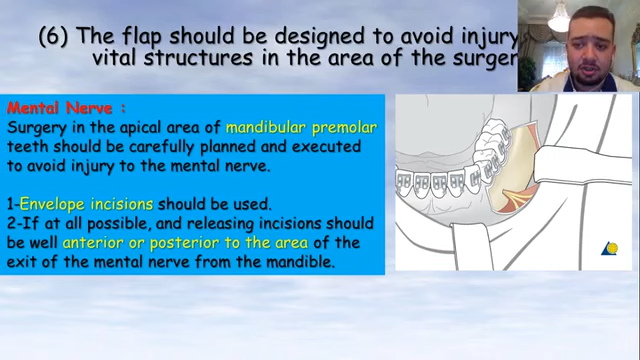 (6) The flap should be designed to avoid injury
vital structures in the area of the surger
Mental Nerve :
Surgery in the apical area of mandibular premolar
teeth should be carefully planned and executed
to avoid injury to the mental nerve.
1-Envelope incisions should be used.
2-If at all possible, and releasing incisions should
be well anterior or posterior to the area of the
exit of the mental nerve from the mandible.